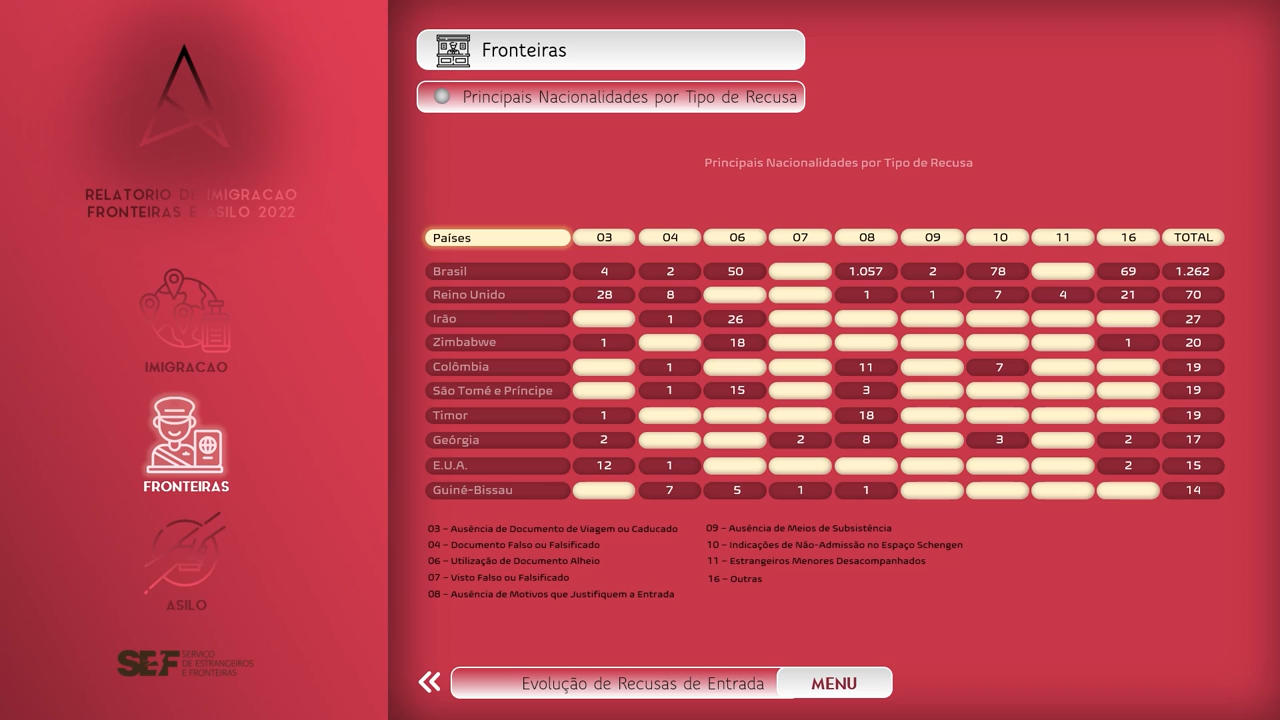 RELATORIO DE IMIGRACAO
FRONTEIRAS E ASILO 2022
IMIGRACAO
FRONTEIRAS
ASILO
SEF SERVICO
DE ESTRANGEIROS
E FRONTEIRAS
Fronteiras
Principais Nacionalidades por Tipo de Recusa
Principais Nacionalidades por Tipo de Recusa
Países 03 04 06 07 08 09 10 11 16 TOTAL
Brasil 4 2 50 1.057 2 78 69 1.262
Reino Unido 28 8 1 1 7 4 21 70
Irão 1 26 27
Zimbabwe 1 18 1 20
Colômbia 1 11 7 19
São Tomé e Príncipe 1 15 3 19
Timor 1 18 19
Geórgia 2 2 8 3 2 17
E.U.A. 12 1 2 15
Guiné-Bissau 7 5 1 1 14
03 – Ausência de Documento de Viagem ou Caducado
04 – Documento Falso ou Falsificado
06 – Utilização de Documento Alheio
07 – Visto Falso ou Falsificado
08 – Ausência de Motivos que Justifiquem a Entrada
09 – Ausência de Meios de Subsistência
10 – Indicações de Não-Admissão no Espaço Schengen
11 – Estrangeiros Menores Desacompanhados
16 – Outras
Evolução de Recusas de Entrada MENU